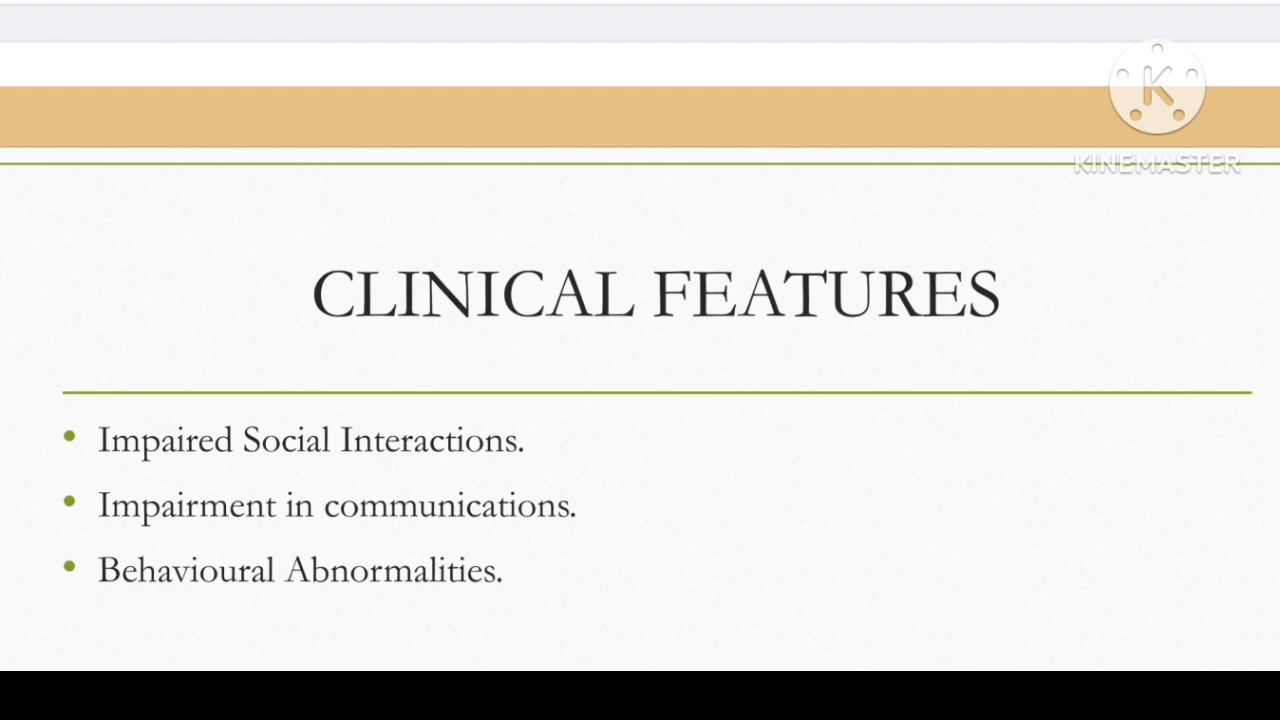 K
KINEMASTER
CLINICAL FEATURES
• Impaired Social Interactions.
• Impairment in communications.
• Behavioural Abnormalities.